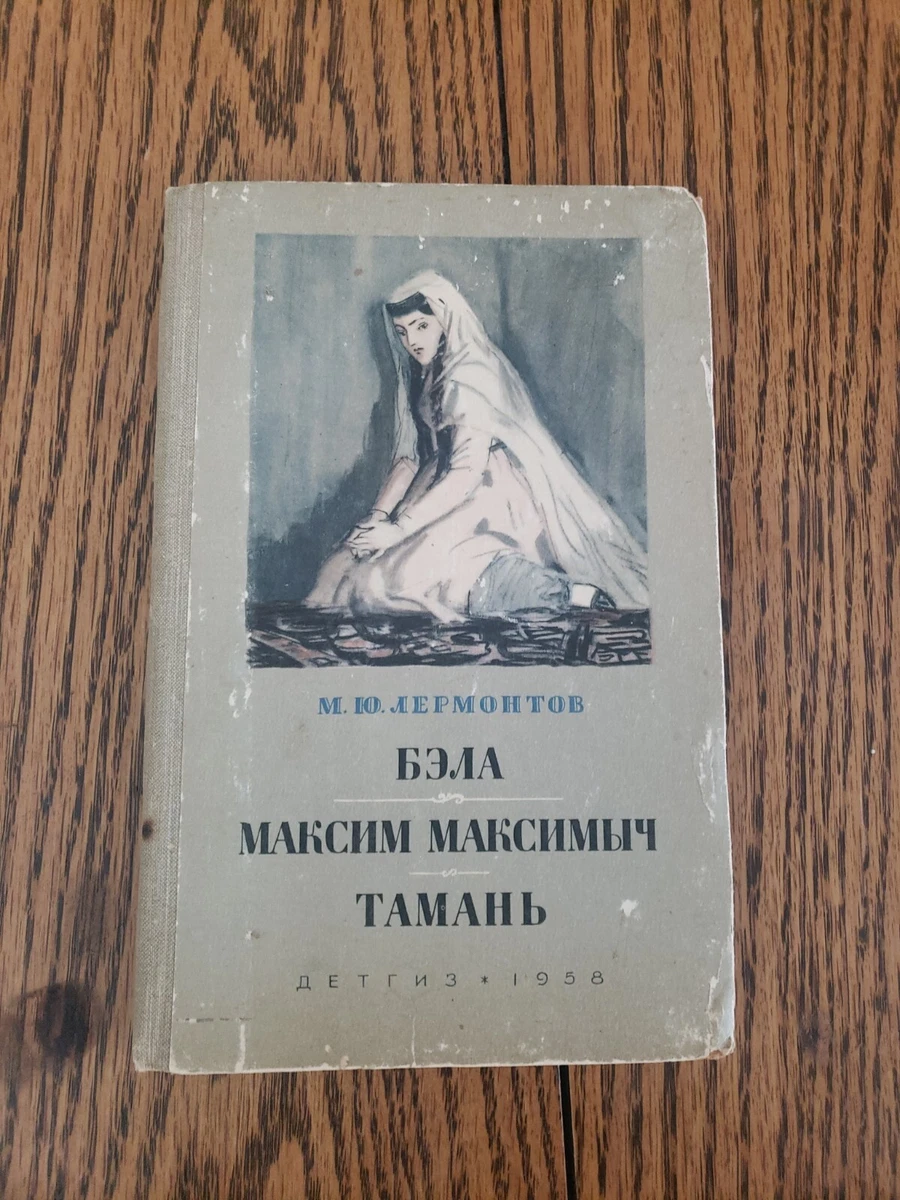 М. Ю. ЛЕРМОНТОВ
БЭЛА
МАКСИМ МАКСИМЫЧ
ТАМАНЬ
ДЕТГИЗ * 1958